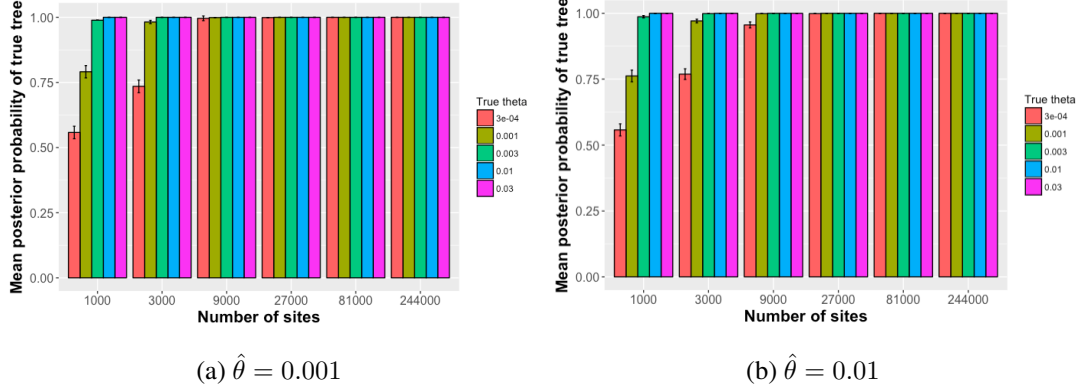 Mean posterior probability of true tree
1.00
0.75
0.50
0.25
0.00
1000 3000 9000 27000 81000 244000
Number of sites
True theta
3e-04
0.001
0.003
0.01
0.03
(a) θ̂ = 0.001
Mean posterior probability of true tree
1.00
0.75
0.50
0.25
0.00
1000 3000 9000 27000 81000 244000
Number of sites
True theta
3e-04
0.001
0.003
0.01
0.03
(b) θ̂ = 0.01